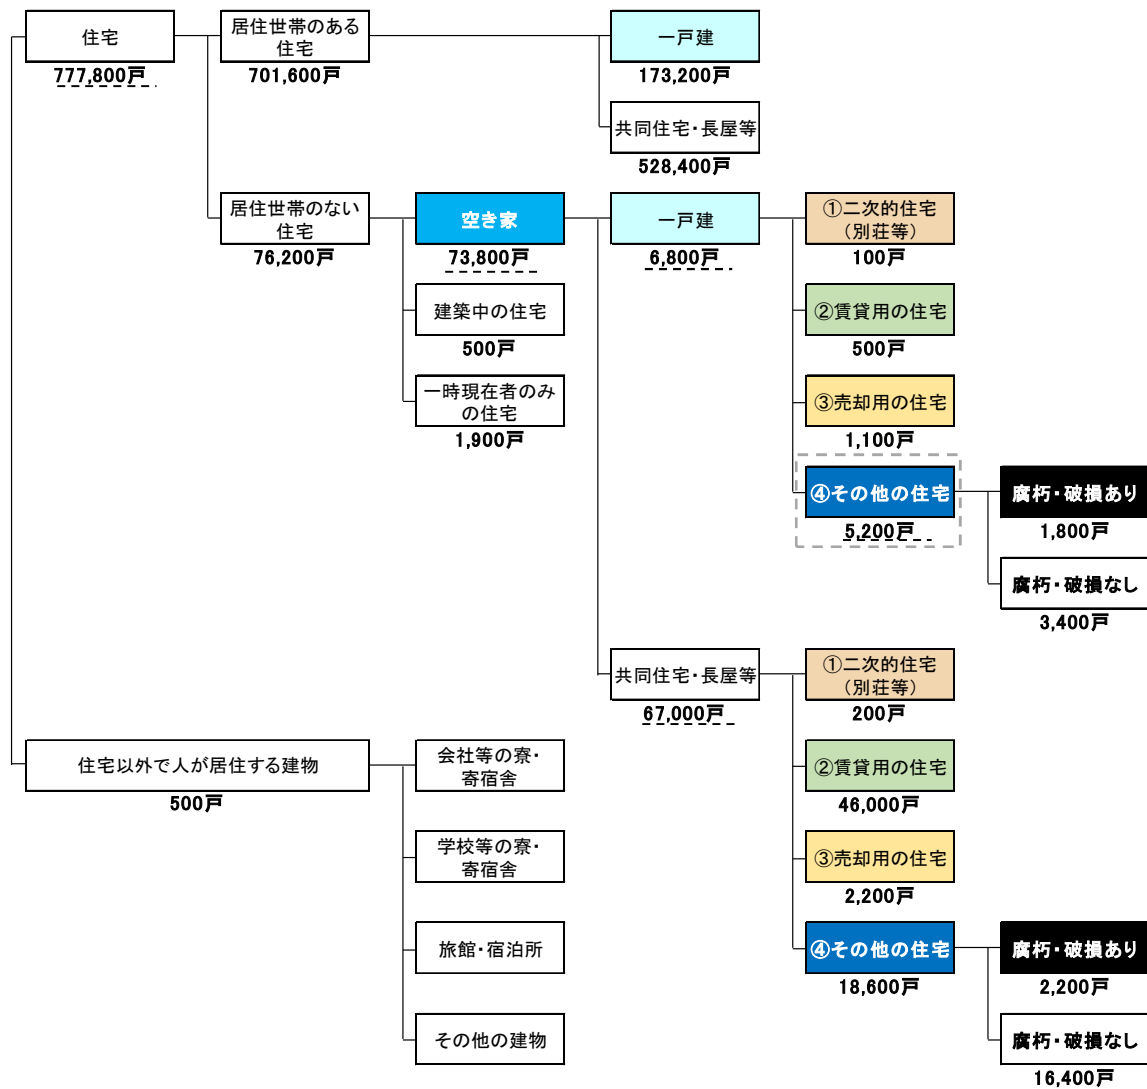 住宅
777,800戸
居住世帯のある
住宅
701,600戸
一戸建
173,200戸
共同住宅・長屋等
528,400戸
居住世帯のない
住宅
76,200戸
空き家
73,800戸
建築中の住宅
500戸
一時現在者のみ
の住宅
1,900戸
一戸建
6,800戸
①二次的住宅
（別荘等）
100戸
②賃貸用の住宅
500戸
③売却用の住宅
1,100戸
④その他の住宅
5,200戸
腐朽・破損あり
1,800戸
腐朽・破損なし
3,400戸
共同住宅・長屋等
67,000戸
①二次的住宅
（別荘等）
200戸
②賃貸用の住宅
46,000戸
③売却用の住宅
2,200戸
④その他の住宅
18,600戸
腐朽・破損あり
2,200戸
腐朽・破損なし
16,400戸
住宅以外で人が居住する建物
500戸
会社等の寮・
寄宿舎
学校等の寮・
寄宿舎
旅館・宿泊所
その他の建物